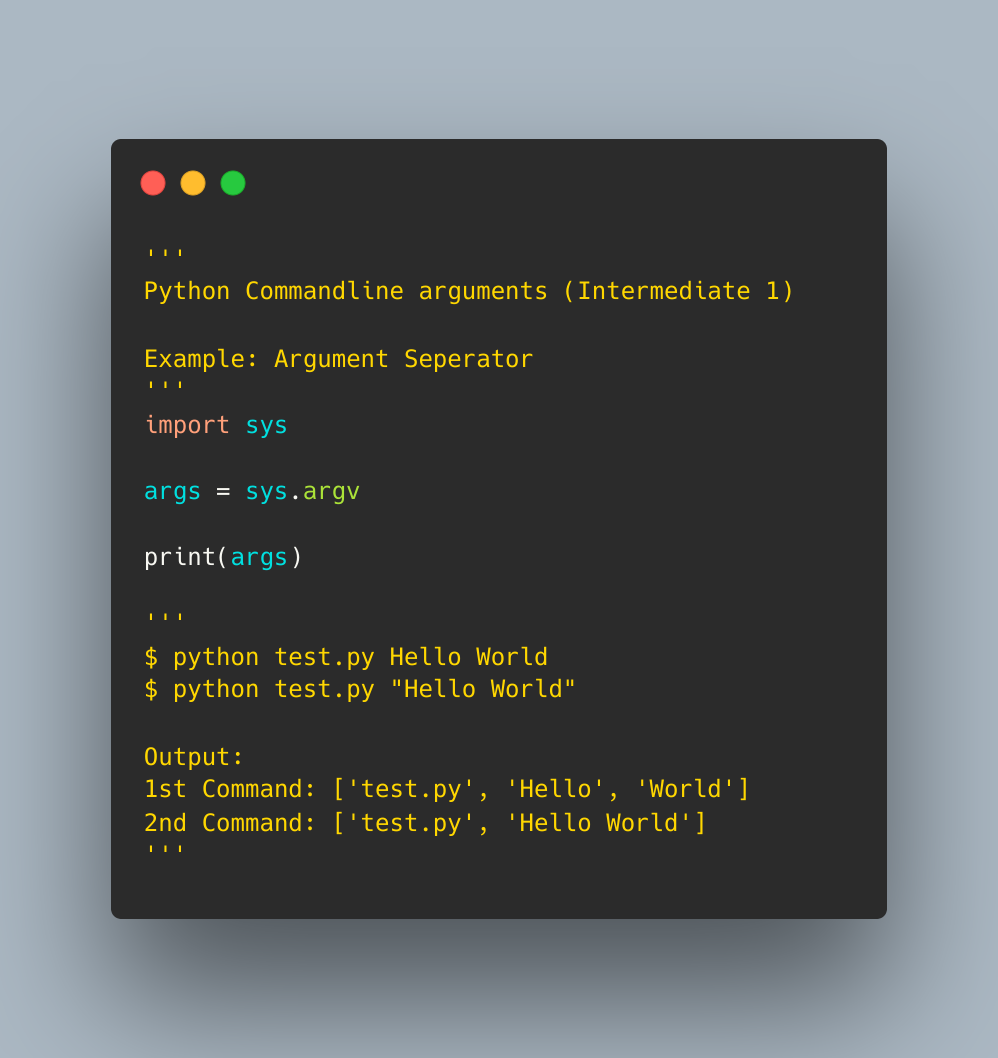 '''
Python Commandline arguments (Intermediate 1)
Example: Argument Seperator
'''
import sys
args = sys.argv
print(args)
'''
$ python test.py Hello World
$ python test.py "Hello World"
Output:
1st Command: ['test.py', 'Hello', 'World']
2nd Command: ['test.py', 'Hello World']
'''